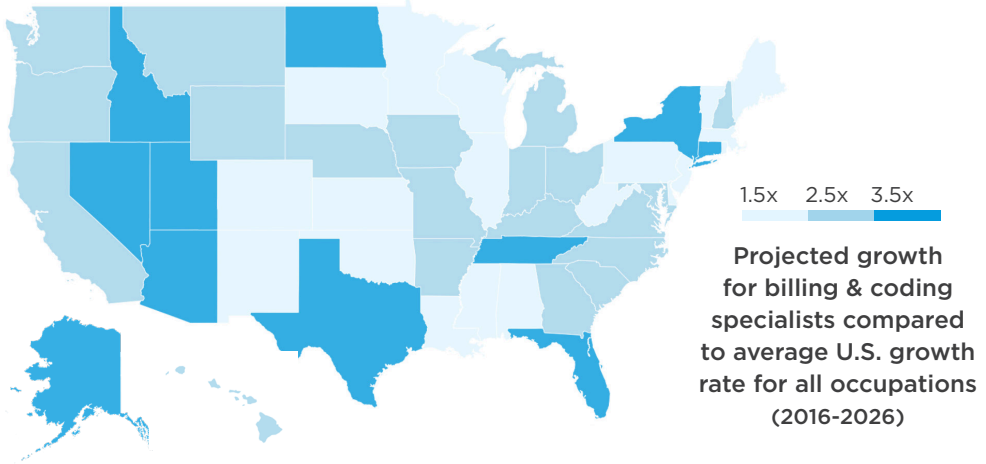 1.5x 2.5x 3.5x
Projected growth
for billing & coding
specialists compared
to average U.S. growth
rate for all occupations
(2016-2026)